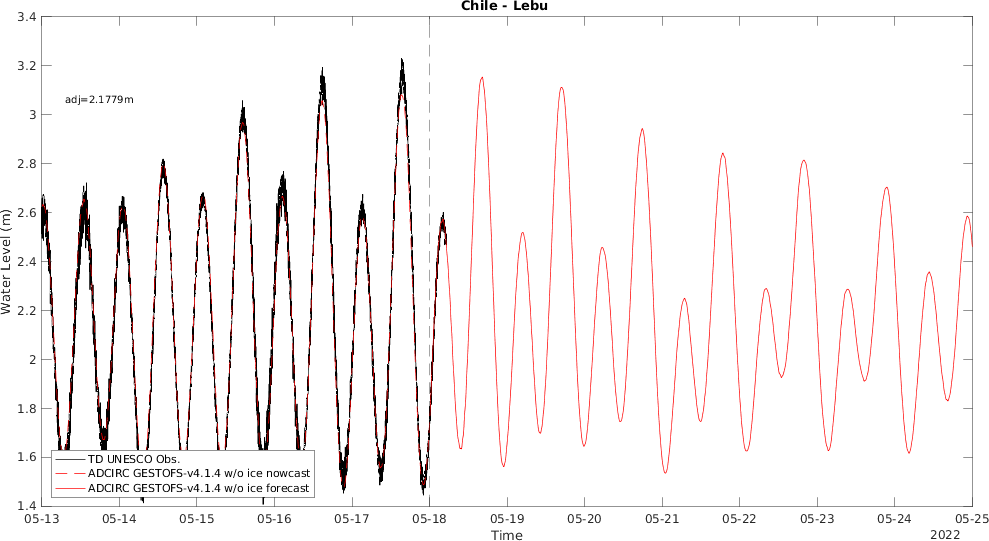 Chile - Lebu
3.4
3.2
3
2.8
2.6
2.4
2.2
2
1.8
1.6
1.4
Water Level (m)
adj=2.1779m
TD UNESCO Obs.
ADCIRC GESTOFS-v4.1.4 w/o ice nowcast
ADCIRC GESTOFS-v4.1.4 w/o ice forecast
05-13 05-14 05-15 05-16 05-17 05-18 05-19 05-20 05-21 05-22 05-23 05-24 05-25
Time
2022